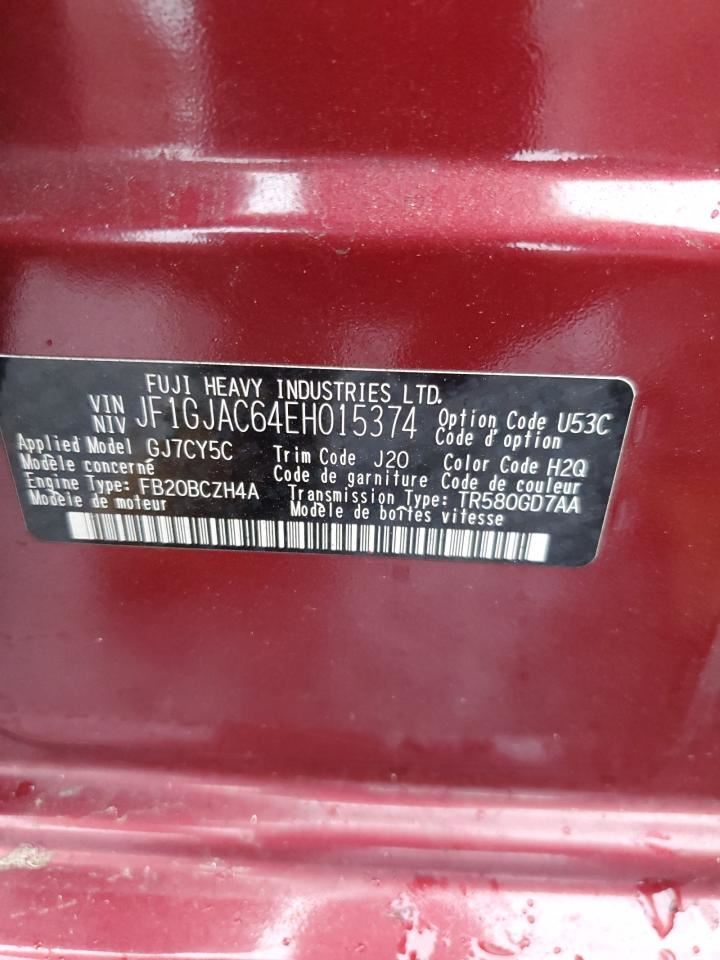 FUJI HEAVY INDUSTRIES LTD.
VIN NIV JF1GJAC64EH015374 Option Code U53C
Code d'option
Applied Model GJ7CY5C Trim Code J20 Color Code H2Q
Modèle concerné Code de garniture Code de couleur
Engine Type: FB20BCZH4A Transmission Type: TR580GD7AA
Modèle de moteur Modèle de boîtes vitesse